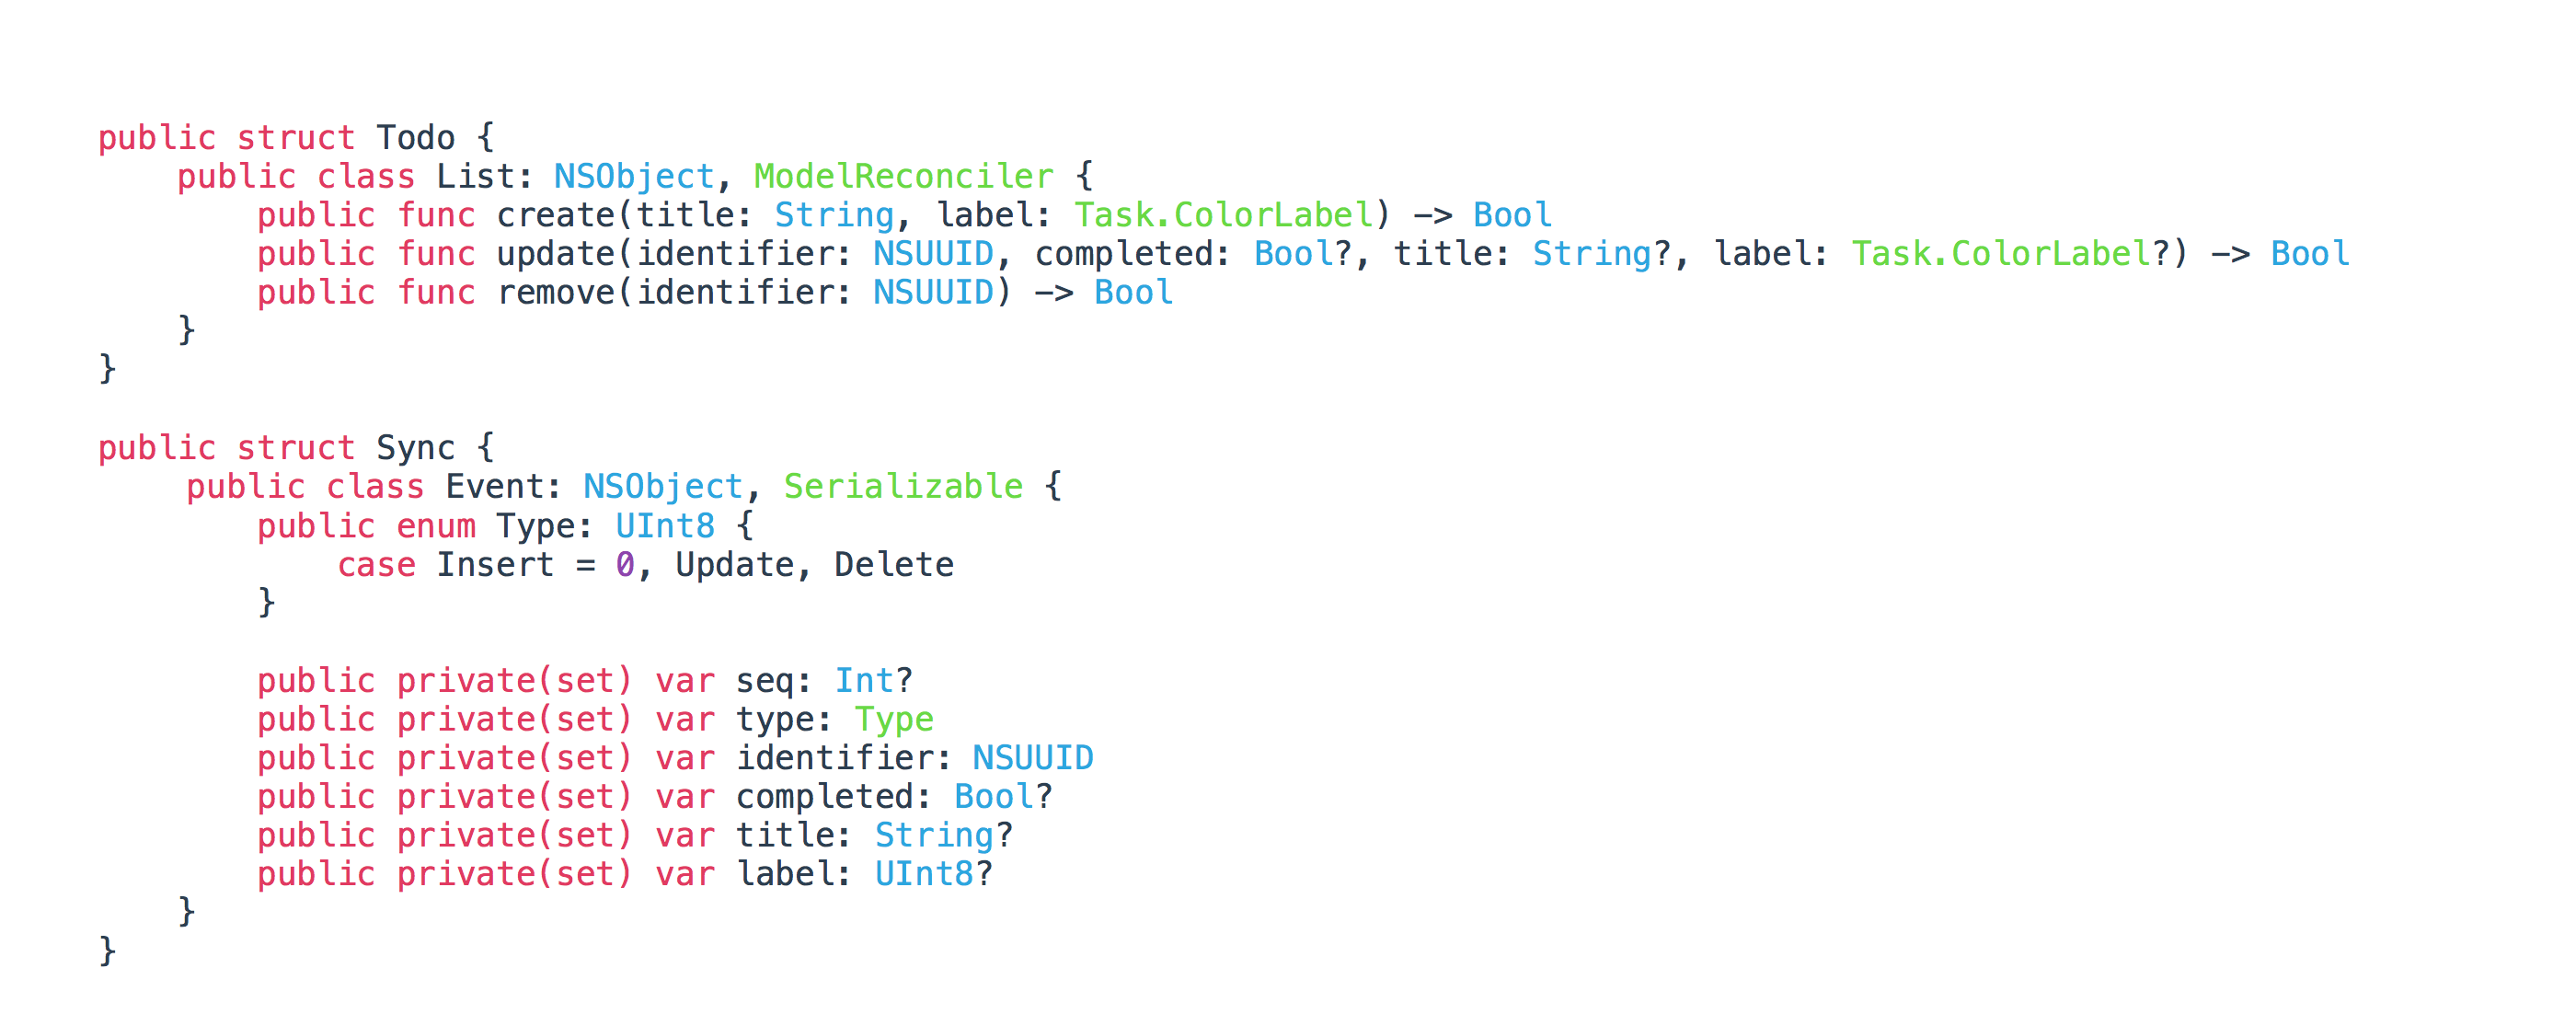 public struct Todo {
    public class List: NSObject, ModelReconciler {
        public func create(title: String, label: Task.ColorLabel) -> Bool
        public func update(identifier: NSUUID, completed: Bool?, title: String?, label: Task.ColorLabel?) -> Bool
        public func remove(identifier: NSUUID) -> Bool
    }
}

public struct Sync {
    public class Event: NSObject, Serializable {
        public enum Type: UInt8 {
            case Insert = 0, Update, Delete
        }

        public private(set) var seq: Int?
        public private(set) var type: Type
        public private(set) var identifier: NSUUID
        public private(set) var completed: Bool?
        public private(set) var title: String?
        public private(set) var label: UInt8?
    }
}